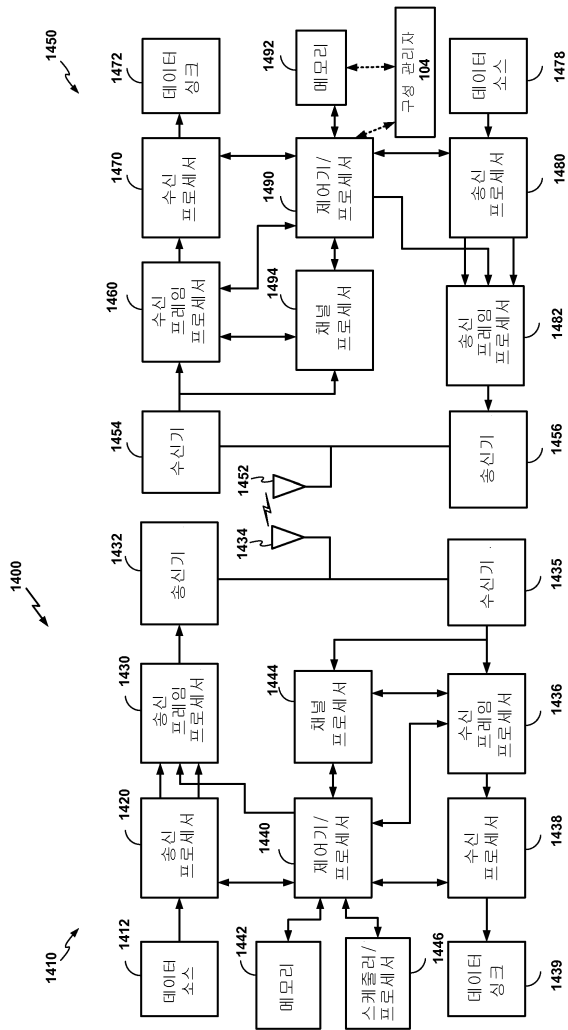 1400
1410
1450
1412
1420
1430
1432
1454
1460
1470
1472
데이터
소스
송신
프로세서
송신
프레임
프로세서
송신기
수신기
수신
프레임
프로세서
수신
프로세서
데이터
싱크
1442
1440
1444
1434
1452
1494
1490
1492
메모리
제어기/
프로세서
채널
프로세서
채널
프로세서
제어기/
프로세서
메모리
스케줄러/
프로세서
1446
구성 관리자
104
데이터
싱크
수신
프로세서
수신
프레임
프로세서
수신기
송신기
송신
프레임
프로세서
송신
프로세서
데이터
소스
1439
1438
1436
1435
1456
1482
1480
1478